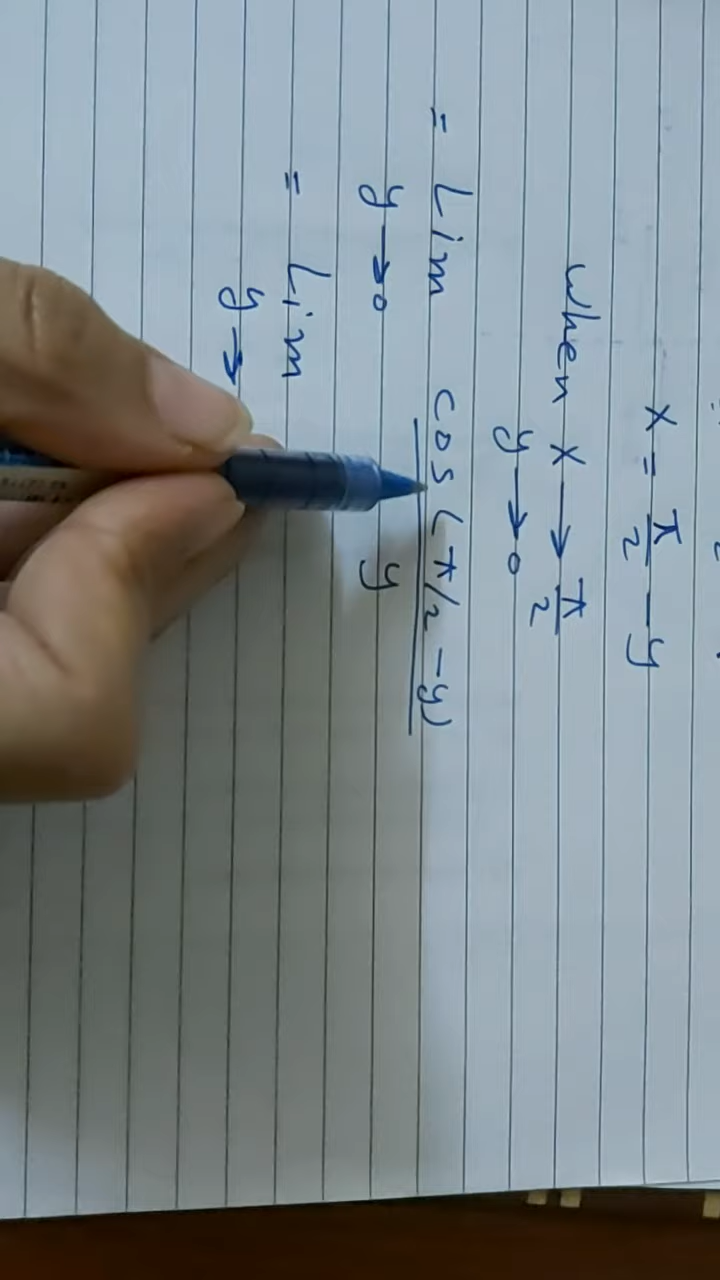 x = π/2 - y
when x → π/2
y → 0
= Lim y → 0 cos(π/2 - y) / y
= Lim y →